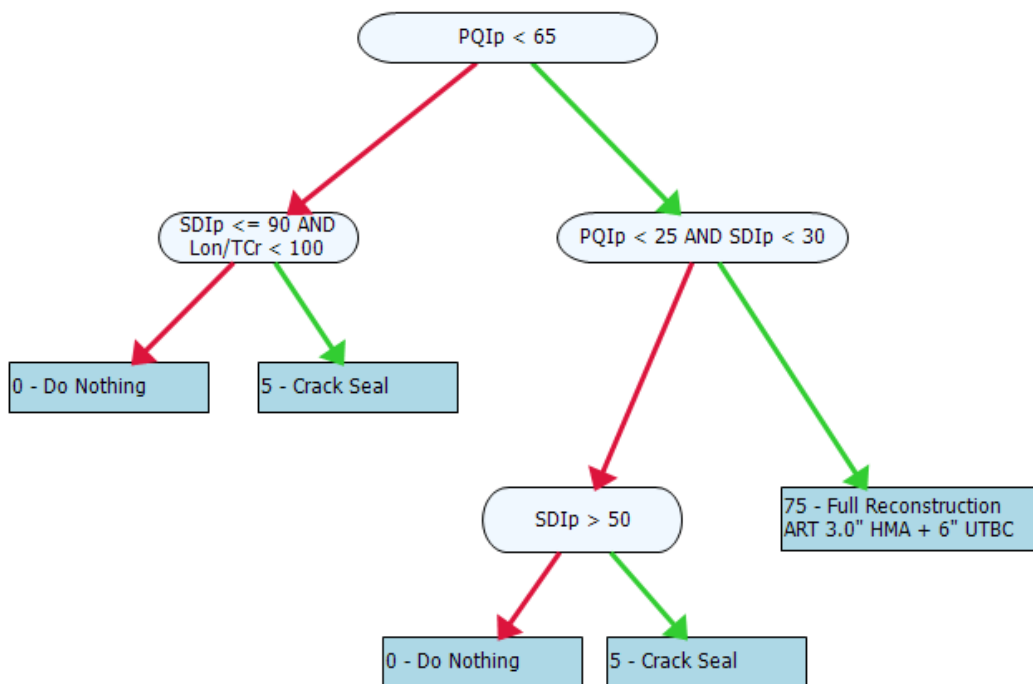 PQIp < 65
SDIp <= 90 AND
Lon/TCr < 100
PQIp < 25 AND SDIp < 30
0 - Do Nothing
5 - Crack Seal
SDIp > 50
75 - Full Reconstruction
ART 3.0" HMA + 6" UTBC
0 - Do Nothing
5 - Crack Seal